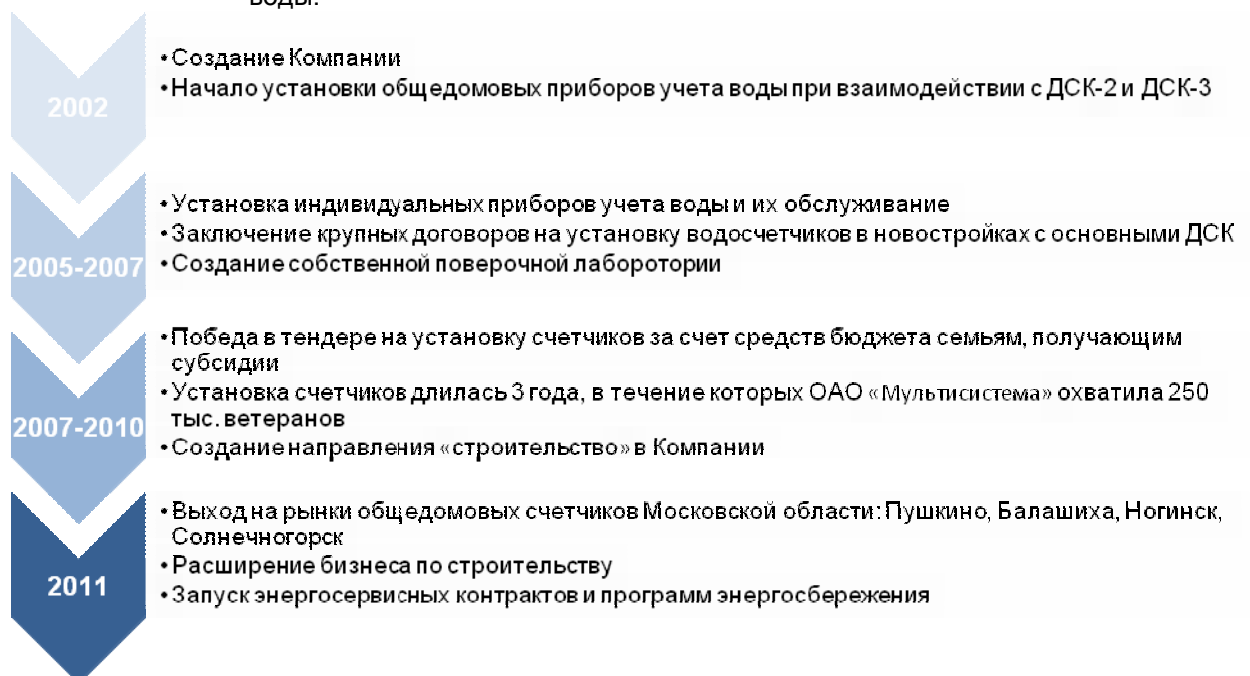 воды.
2002
• Создание Компании
• Начало установки общедомовых приборов учета воды при взаимодействии с ДСК-2 и ДСК-3
2005-2007
• Установка индивидуальных приборов учета воды и их обслуживание
• Заключение крупных договоров на установку водосчетчиков в новостройках с основными ДСК
• Создание собственной поверочной лаборотории
2007-2010
• Победа в тендере на установку счетчиков за счет средств бюджета семьям, получающим
субсидии
• Установка счетчиков длилась 3 года, в течение которых ОАО «Мультисистема» охватила 250
тыс. ветеранов
• Создание направления «строительство» в Компании
2011
• Выход на рынки общедомовых счетчиков Московской области: Пушкино, Балашиха, Ногинск,
Солнечногорск
• Расширение бизнеса по строительству
• Запуск энергосервисных контрактов и программ энергосбережения